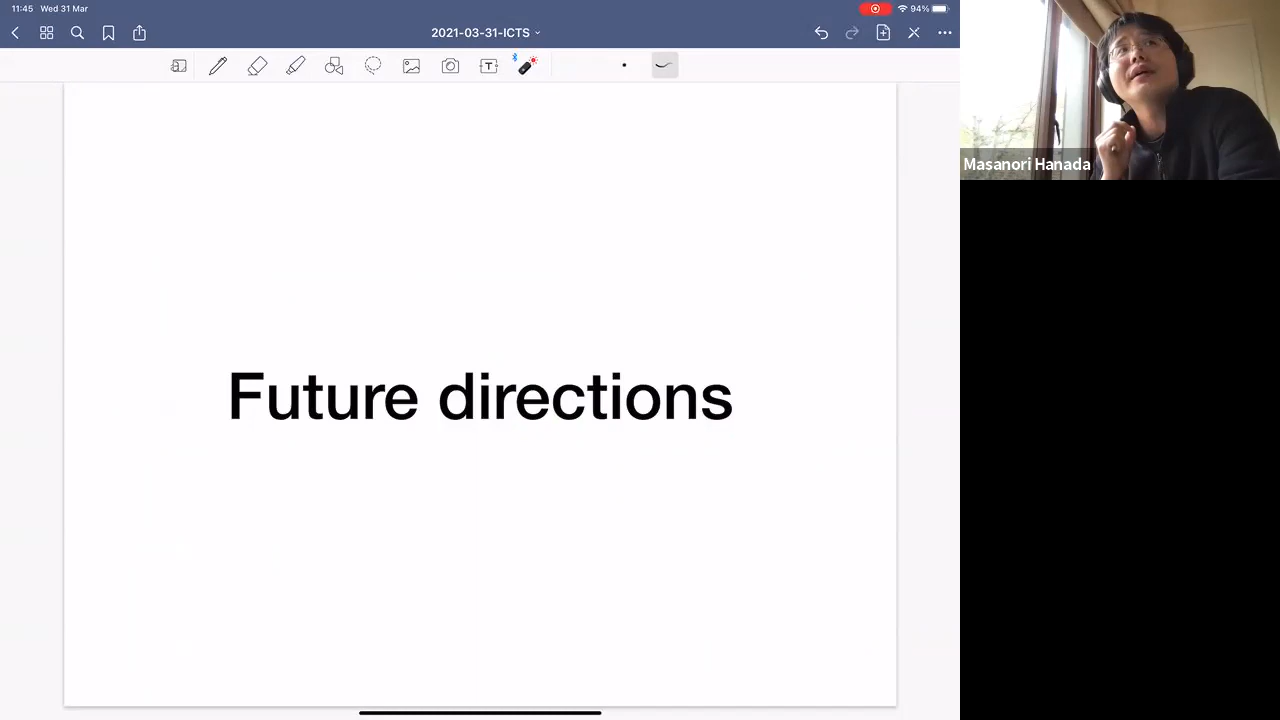 11:45 Wed 31 Mar
94%
2021-03-31-ICTS
T
Future directions
Masanori Hanada